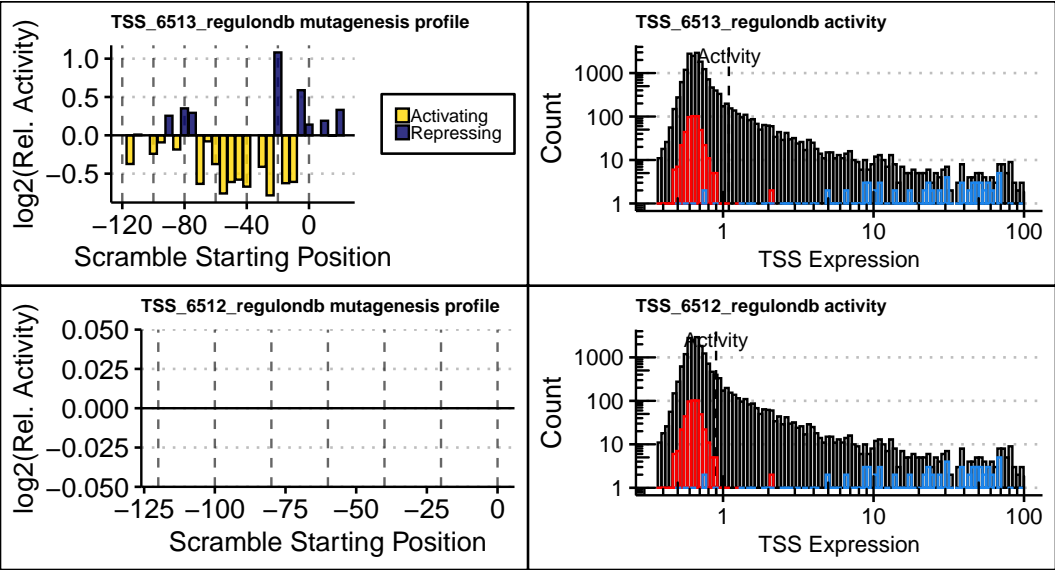 TSS_6513_regulondb mutagenesis profile
log2(Rel. Activity)
1.0
0.5
0.0
−0.5
−120 −80 −40 0
Scramble Starting Position
Activating
Repressing
TSS_6513_regulondb activity
Activity
Count
1000
100
10
1
1 10 100
TSS Expression
TSS_6512_regulondb mutagenesis profile
log2(Rel. Activity)
0.050
0.025
0.000
−0.025
−0.050
−125 −100 −75 −50 −25 0
Scramble Starting Position
TSS_6512_regulondb activity
Activity
Count
1000
100
10
1
1 10 100
TSS Expression